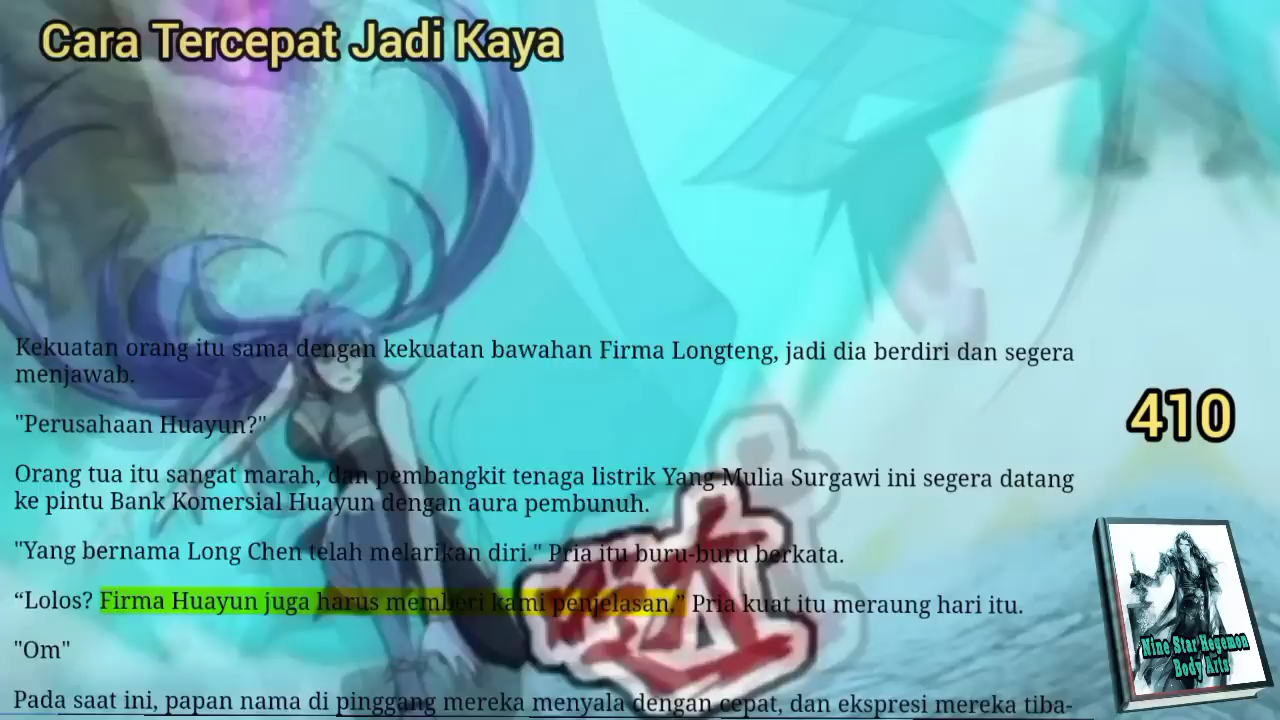 Cara Tercepat Jadi Kaya
Kekuatan orang itu sama dengan kekuatan bawahan Firma Longteng, jadi dia berdiri dan segera
menjawab.
"Perusahaan Huayun?"
Orang tua itu sangat marah, dan pembangkit tenaga listrik Yang Mulia Surgawi ini segera datang
ke pintu Bank Komersial Huayun dengan aura pembunuh.
"Yang bernama Long Chen telah melarikan diri." Pria itu buru-buru berkata.
“Lolos? Firma Huayun juga harus memberi kami penjelasan.” Pria kuat itu meraung hari itu.
"Om"
Pada saat ini, papan nama di pinggang mereka menyala dengan cepat, dan ekspresi mereka tiba-
410
Nine Star Hegemon
Body Arts